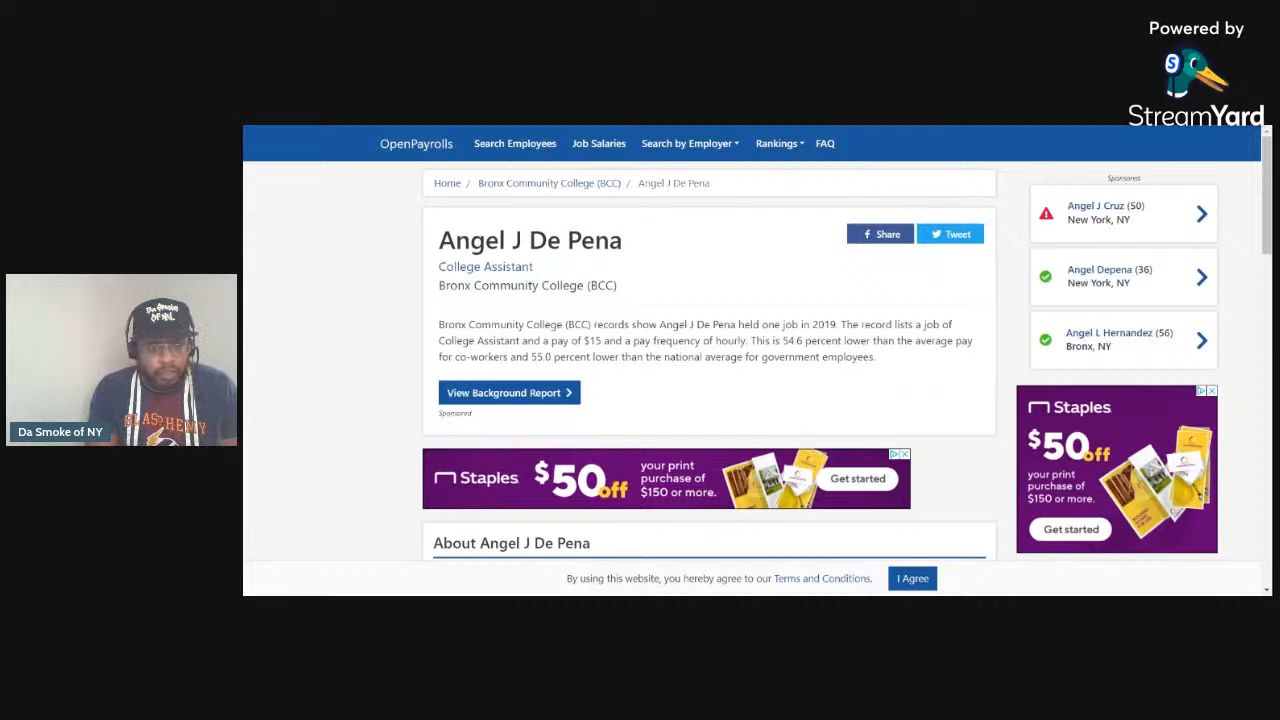 Powered by
S
StreamYard
OpenPayrolls Search Employees Job Salaries Search by Employer Rankings FAQ
Home / Bronx Community College (BCC) / Angel J De Pena
Angel J De Pena
Share Tweet
College Assistant
Bronx Community College (BCC)
Bronx Community College (BCC) records show Angel J De Pena held one job in 2019. The record lists a job of
College Assistant and a pay of $15 and a pay frequency of hourly. This is 54.6 percent lower than the average pay
for co-workers and 55.0 percent lower than the national average for government employees.
View Background Report
Sponsored
Staples $50off your print purchase of $150 or more. Get started
About Angel J De Pena
Sponsored
Angel J Cruz (50)
New York, NY
Angel Depena (36)
New York, NY
Angel L Hernandez (56)
Bronx, NY
Staples
$50off
your print
purchase of
$150 or more.
Get started
By using this website, you hereby agree to our Terms and Conditions. I Agree
BLASPHEMY
Da Smoke of NY